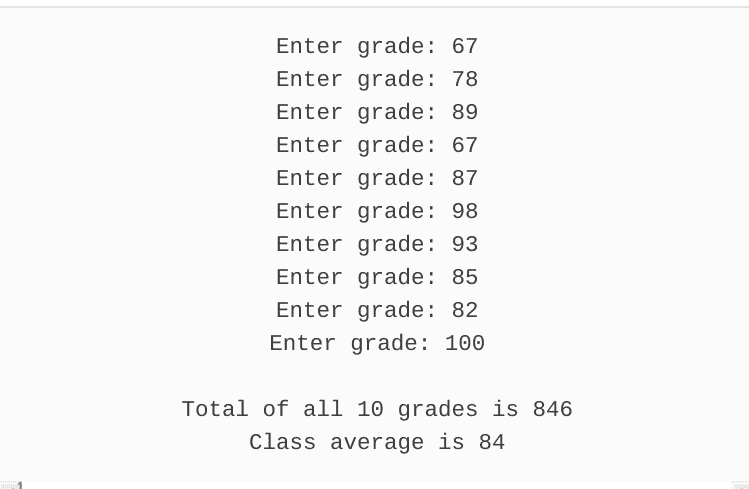 Enter grade: 67
Enter grade: 78
Enter grade: 89
Enter grade: 67
Enter grade: 87
Enter grade: 98
Enter grade: 93
Enter grade: 85
Enter grade: 82
Enter grade: 100
Total of all 10 grades is 846
Class average is 84